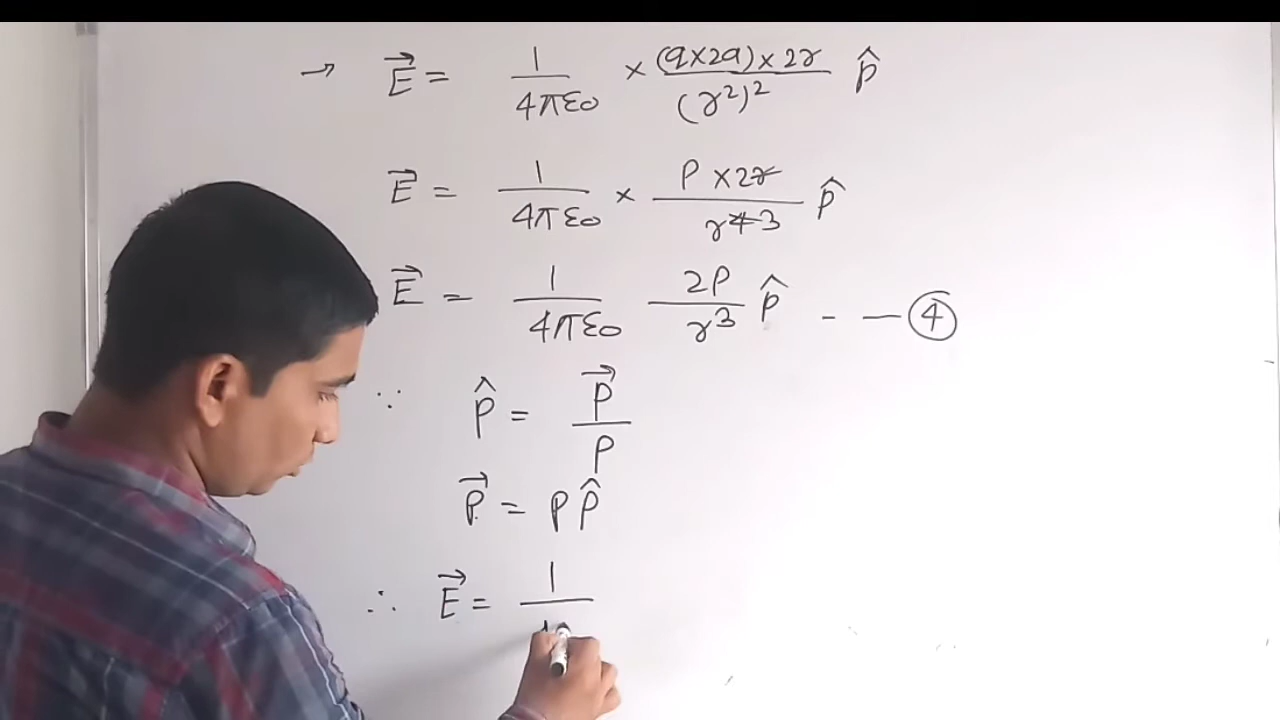 → E⃗ = 1/4πε₀ × (q×2a)×2r/(r²)² p̂
E⃗ = 1/4πε₀ × P×2r/r⁴3 p̂
E⃗ = 1/4πε₀ 2P/r³ p̂ - — ④
∵ p̂ = P⃗/P
P⃗ = P p̂
∴ E⃗ = 1/